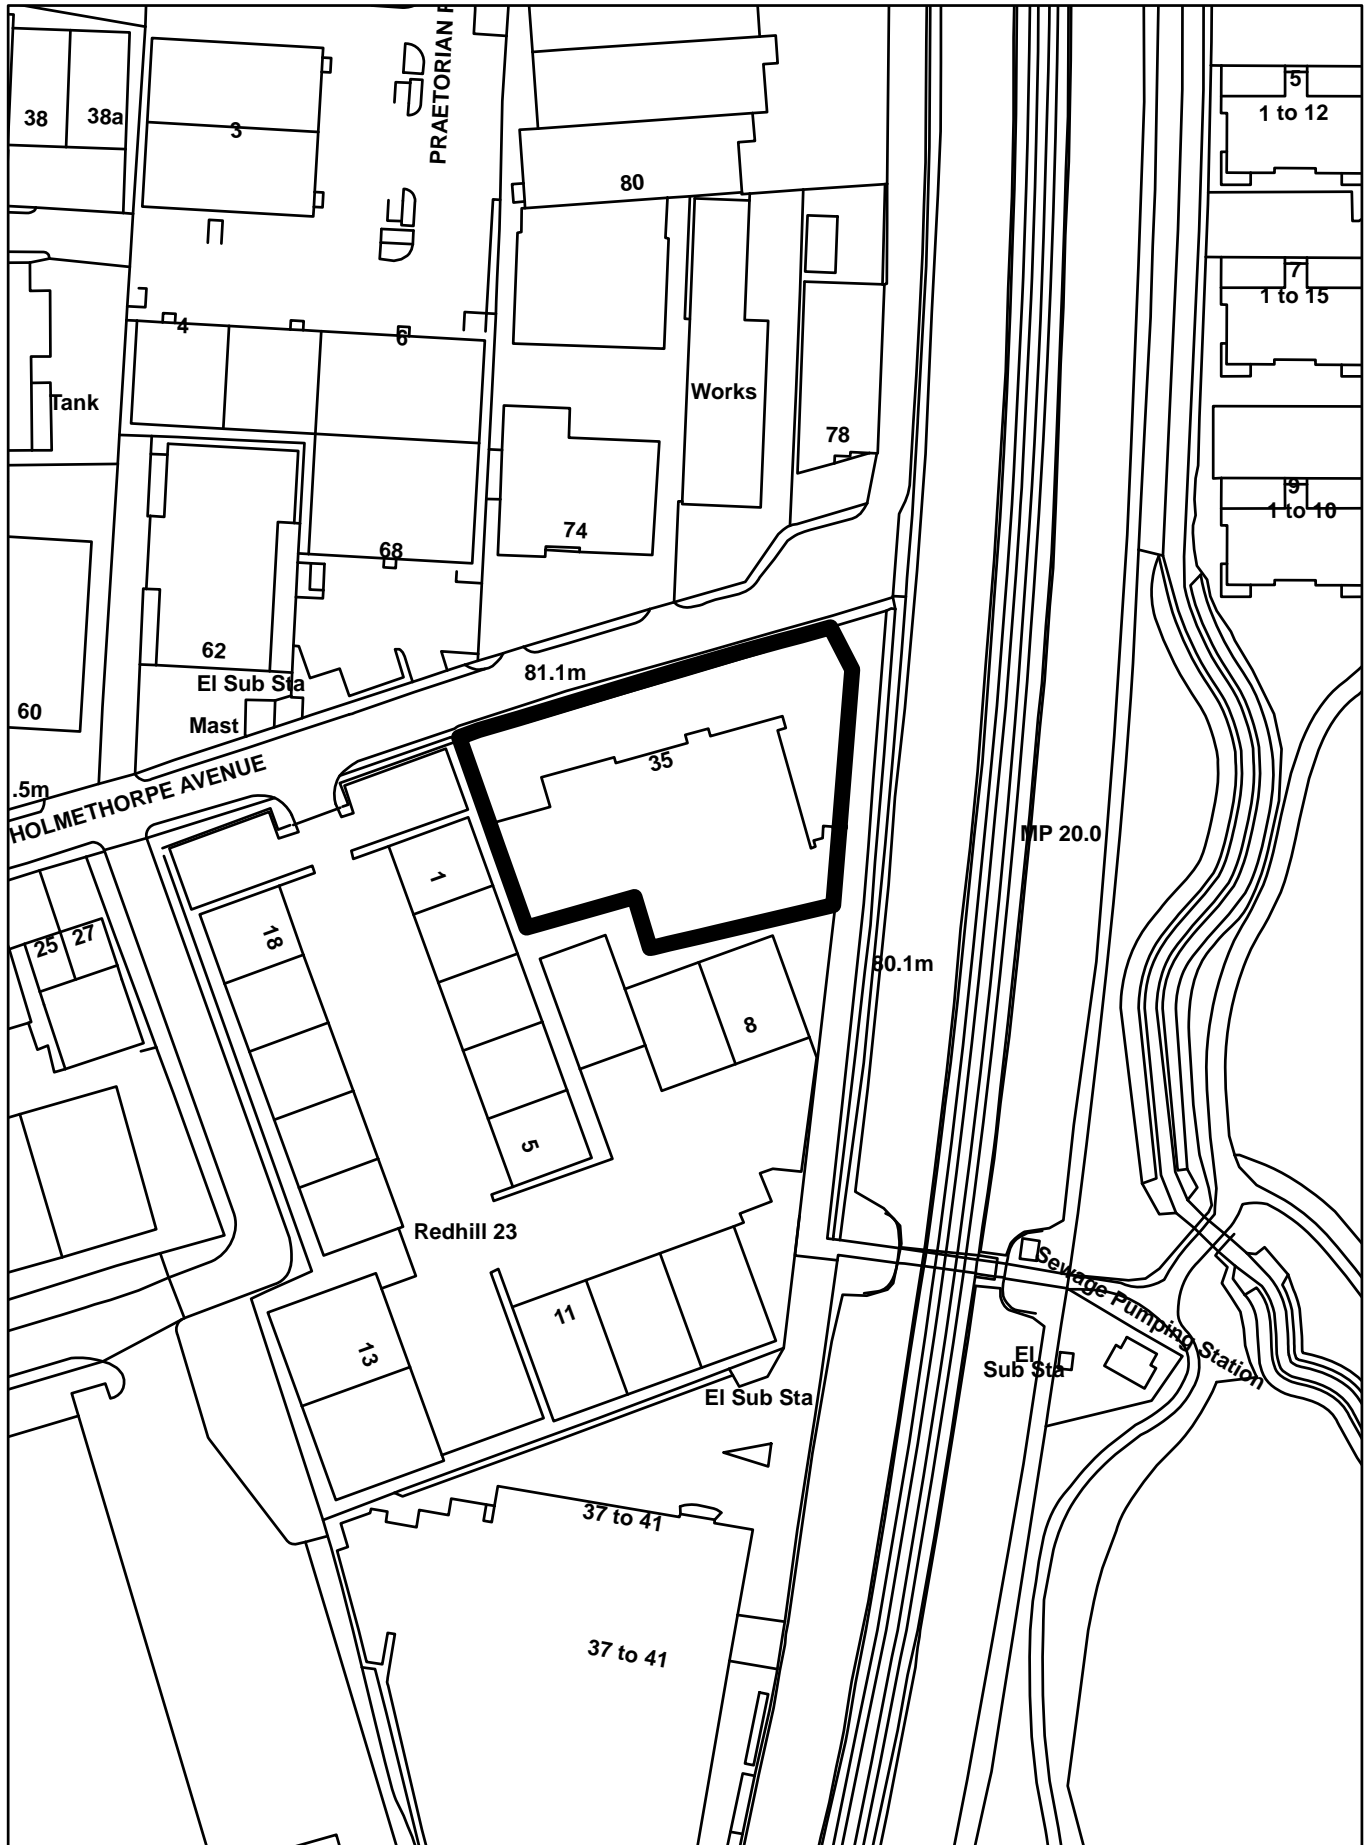 5
1 to 12
38
38a
3
PRAETORIAN
80
7
1 to 15
4
6
Tank
Works
78
9
1 to 10
74
68
62
El Sub Sta
81.1m
60
Mast
35
.5m
HOLMETHORPE AVENUE
MP 20.0
1
18
25
27
80.1m
8
5
Redhill 23
Sewage Pumping Station
11
13
El
Sub Sta
El Sub Sta
37 to 41
37 to 41